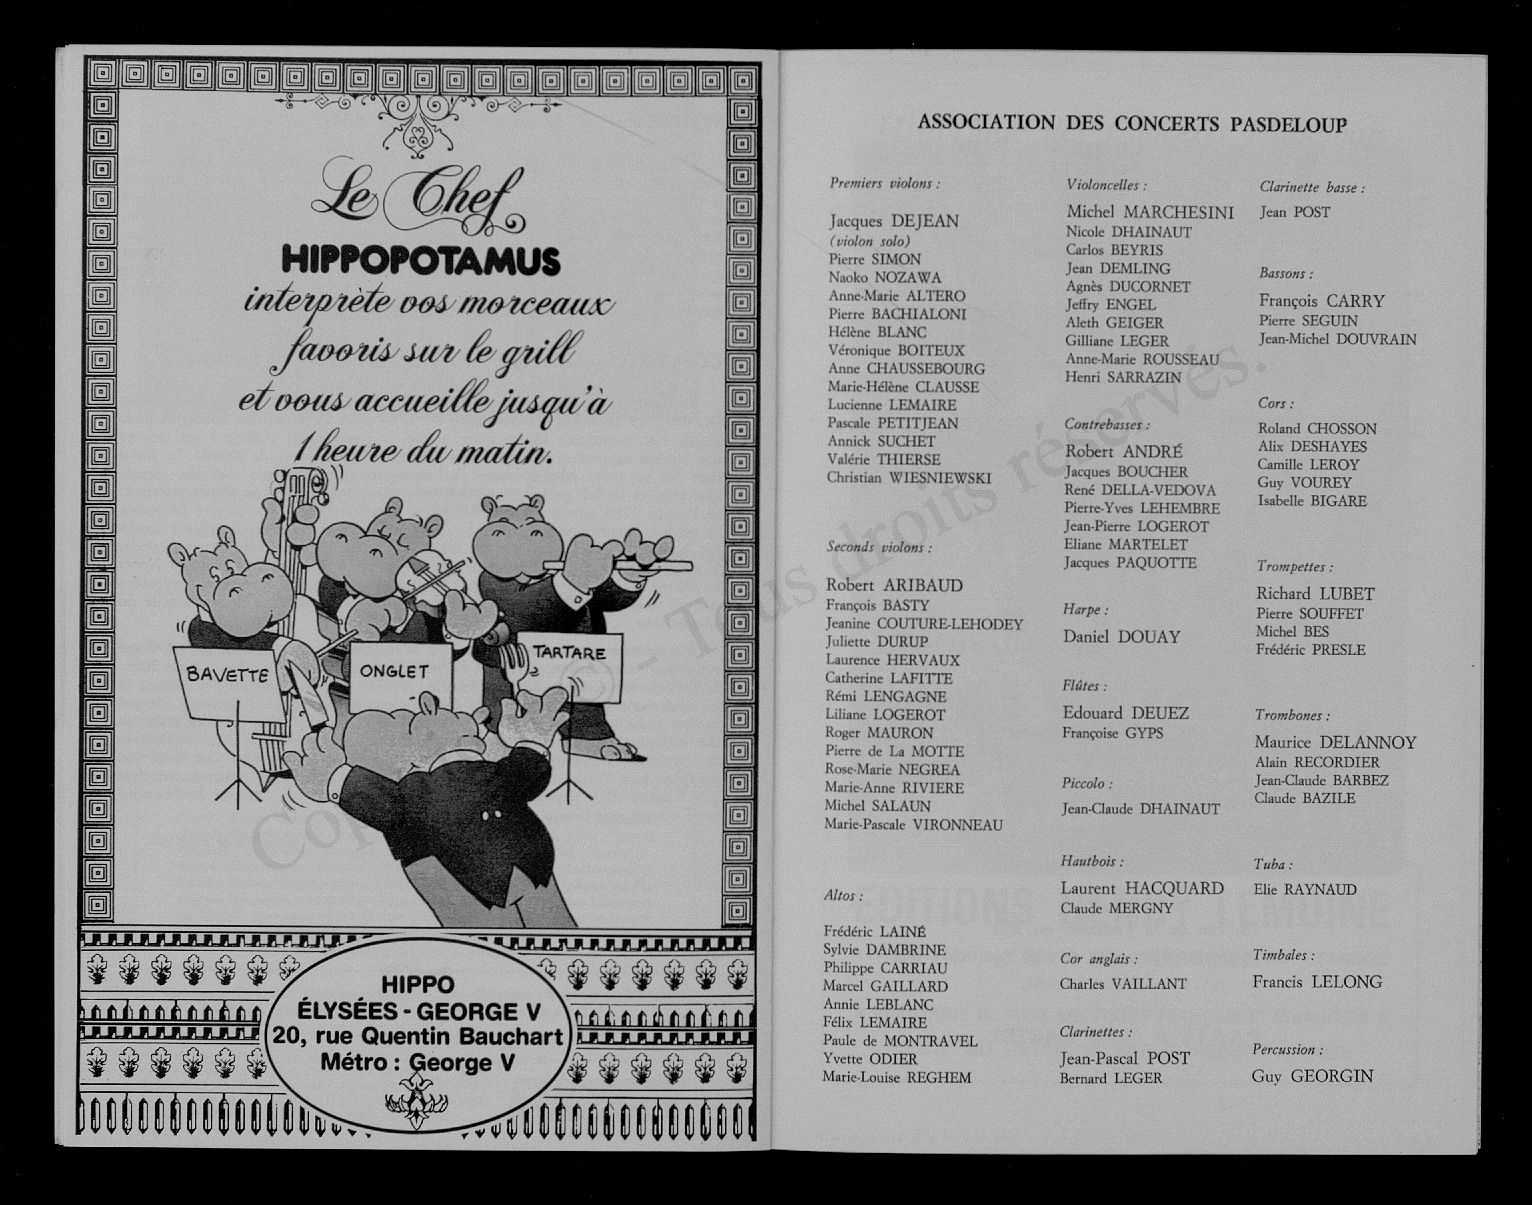 Le Chef
HIPPOPOTAMUS
interprète vos morceaux
favoris sur le grill
et vous accueille jusqu'à
1 heure du matin.
BAVETTE
ONGLET
TARTARE
HIPPO
ÉLYSÉES - GEORGE V
20, rue Quentin Bauchart
Métro : George V
ASSOCIATION DES CONCERTS PASDELOUP
Premiers violons :
Jacques DEJEAN
(violon solo)
Pierre SIMON
Naoko NOZAWA
Anne-Marie ALTERO
Pierre BACHIALONI
Hélène BLANC
Véronique BOITEUX
Anne CHAUSSEBOURG
Marie-Hélène CLAUSSE
Lucienne LEMAIRE
Pascale PETITJEAN
Annick SUCHET
Valérie THIERSE
Christian WIESNIEWSKI
Seconds violons :
Robert ARIBAUD
François BASTY
Jeanine COUTURE-LEHODEY
Juliette DURUP
Laurence HERVAUX
Catherine LAFITTE
Rémi LENGAGNE
Liliane LOGEROT
Roger MAURON
Pierre de La MOTTE
Rose-Marie NEGREA
Marie-Anne RIVIERE
Michel SALAUN
Marie-Pascale VIRONNEAU
Altos :
Frédéric LAINÉ
Sylvie DAMBRINE
Philippe CARRIAU
Marcel GAILLARD
Annie LEBLANC
Félix LEMAIRE
Paule de MONTRAVEL
Yvette ODIER
Marie-Louise REGHEM
Violoncelles :
Michel MARCHESINI
Nicole DHAINAUT
Carlos BEYRIS
Jean DEMLING
Agnès DUCORNET
Jeffry ENGEL
Aleth GEIGER
Gilliane LEGER
Anne-Marie ROUSSEAU
Henri SARRAZIN
Contrebasses :
Robert ANDRÉ
Jacques BOUCHER
René DELLA-VEDOVA
Pierre-Yves LEHEMBRE
Jean-Pierre LOGEROT
Eliane MARTELET
Jacques PAQUOTTE
Harpe :
Daniel DOUAY
Flûtes :
Edouard DEUEZ
Françoise GYPS
Piccolo :
Jean-Claude DHAINAUT
Hautbois :
Laurent HACQUARD
Claude MERGNY
Cor anglais :
Charles VAILLANT
Clarinettes :
Jean-Pascal POST
Bernard LEGER
Clarinette basse :
Jean POST
Bassons :
François CARRY
Pierre SEGUIN
Jean-Michel DOUVRAIN
Cors :
Roland CHOSSON
Alix DESHAYES
Camille LEROY
Guy VOUREY
Isabelle BIGARE
Trompettes :
Richard LUBET
Pierre SOUFFET
Michel BES
Frédéric PRESLE
Trombones :
Maurice DELANNOY
Alain RECORDIER
Jean-Claude BARBEZ
Claude BAZILE
Tuba :
Elie RAYNAUD
Timbales :
Francis LELONG
Percussion :
Guy GEORGIN
© - Tous droits réservés.